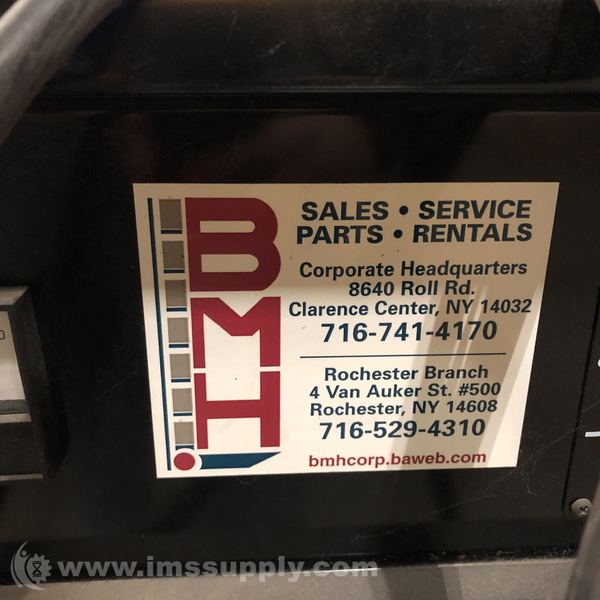 BMH
SALES • SERVICE
PARTS • RENTALS
Corporate Headquarters
8640 Roll Rd.
Clarence Center, NY 14032
716-741-4170
Rochester Branch
4 Van Auker St. #500
Rochester, NY 14608
716-529-4310
bmhcorp.baweb.com
www.imssupply.com